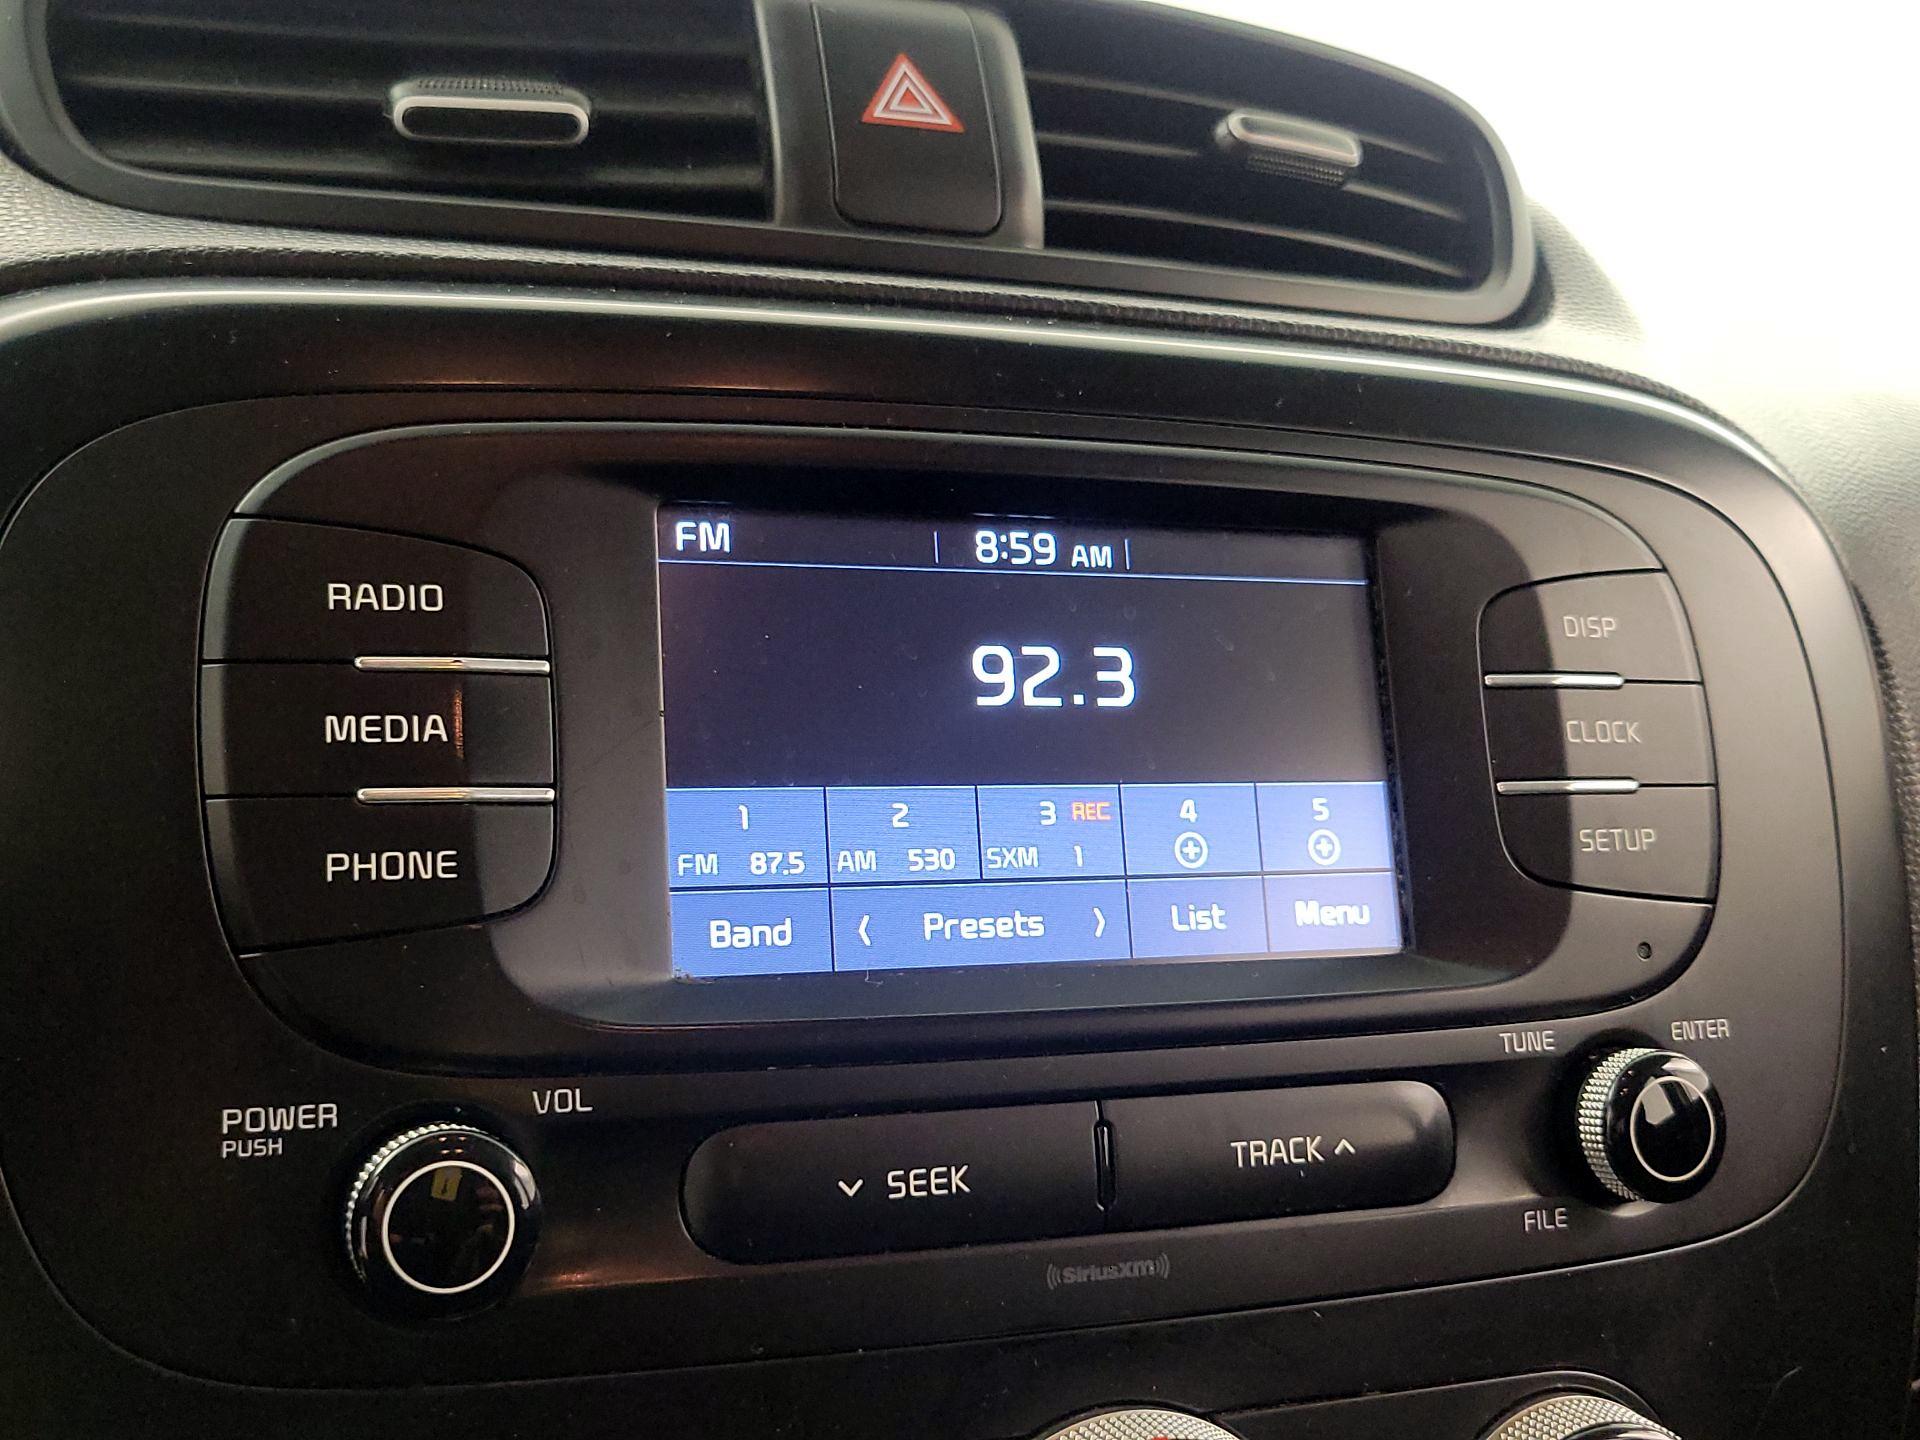 FM 8:59 AM
RADIO
MEDIA
PHONE
92.3
1 2 3 REC 4 5
FM 87.5 AM 530 SXM 1
Band Presets List Menu
DISP
CLOCK
SETUP
POWER
PUSH
VOL
SEEK
TRACK
TUNE
ENTER
FILE
SiriusXM